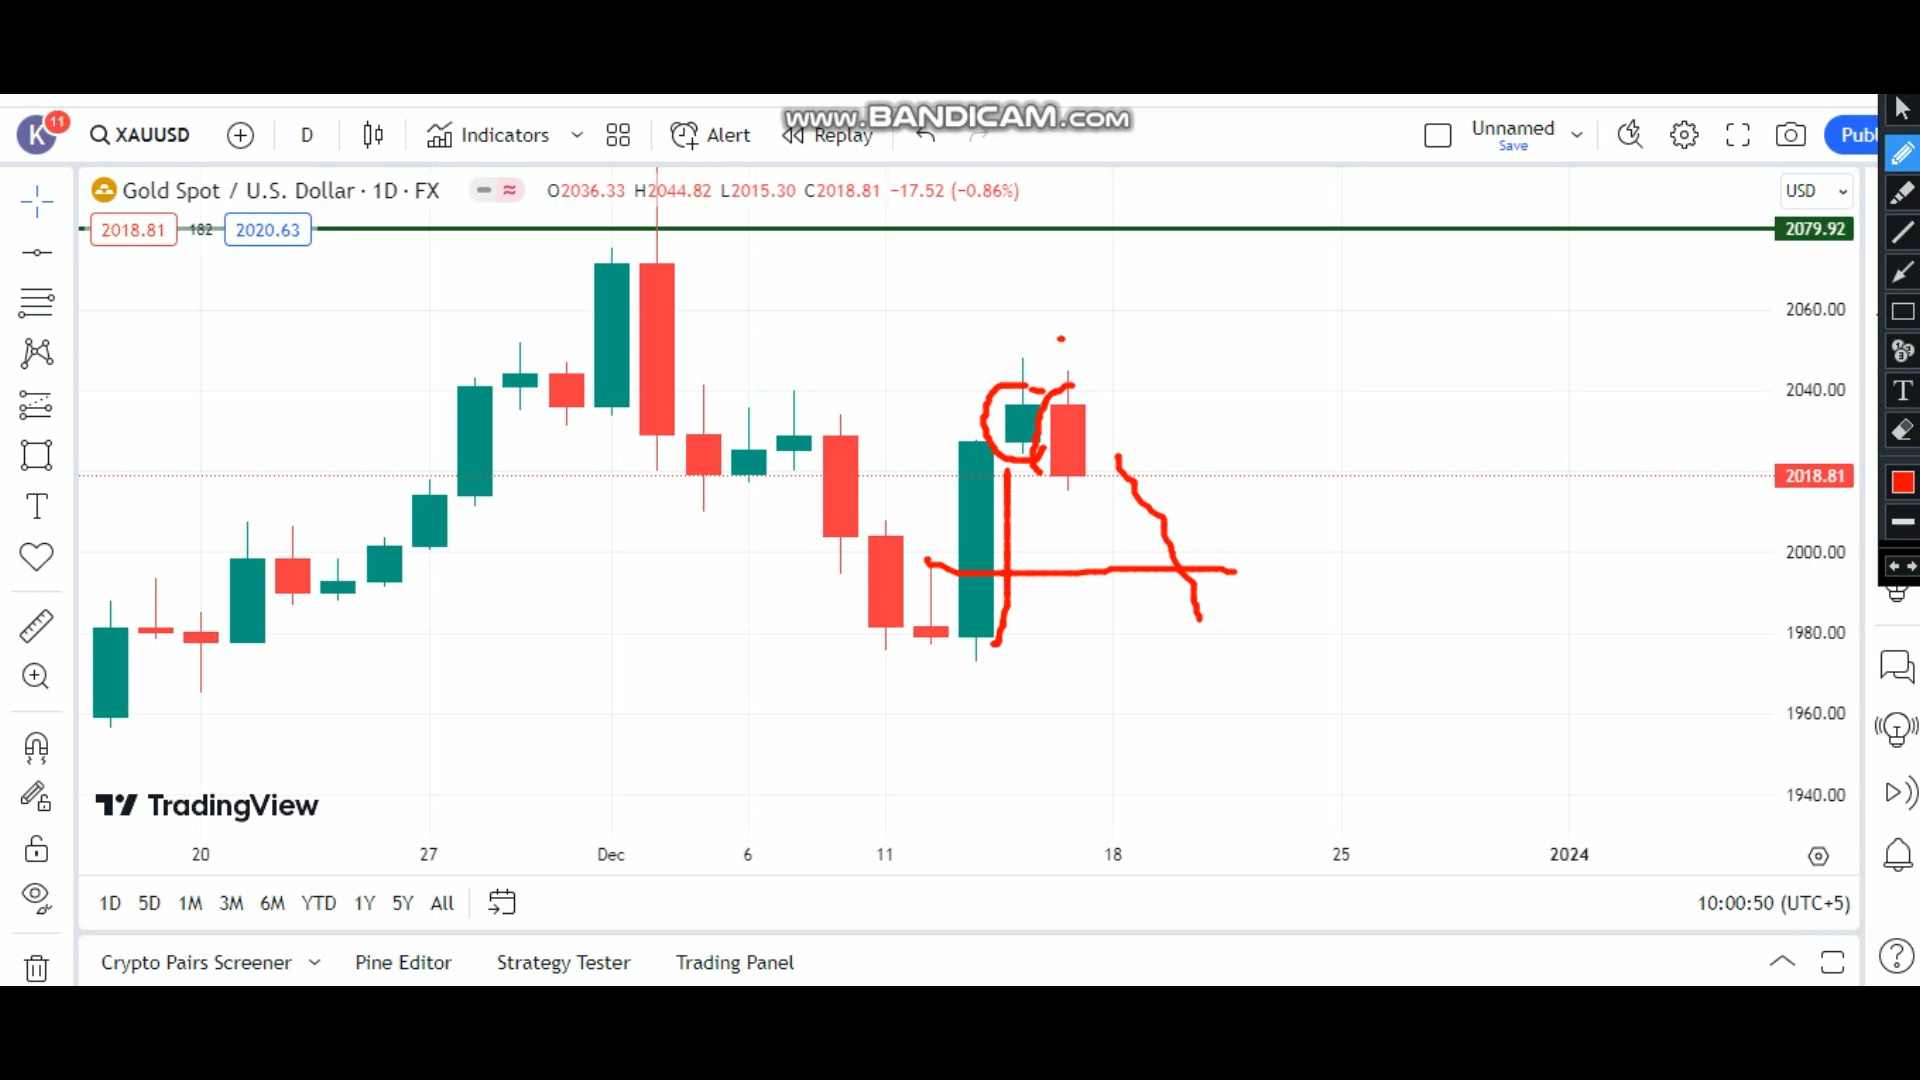 www.BANDICAM.com
K 11 XAUUSD D Indicators Alert Replay Unnamed Save Publ
Gold Spot / U.S. Dollar · 1D · FX O2036.33 H2044.82 L2015.30 C2018.81 −17.52 (−0.86%) USD
2018.81 182 2020.63 2079.92
2060.00
2040.00
2018.81
2000.00
1980.00
1960.00
1940.00
TradingView
20 27 Dec 6 11 18 25 2024
1D 5D 1M 3M 6M YTD 1Y 5Y All 10:00:50 (UTC+5)
Crypto Pairs Screener Pine Editor Strategy Tester Trading Panel